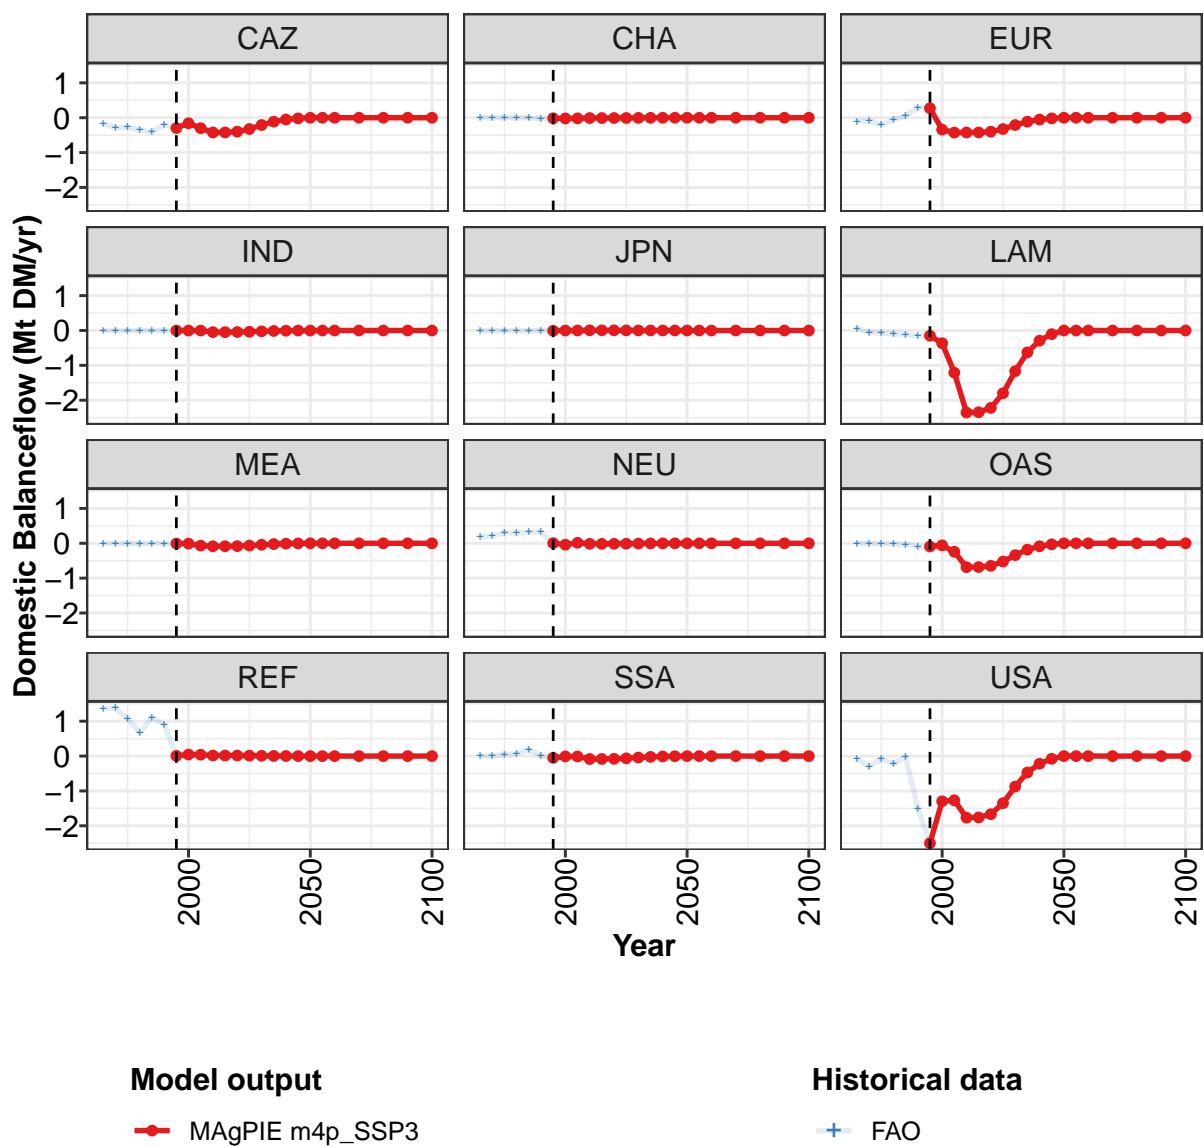 CAZ CHA EUR
1
0
−1
−2
IND JPN LAM
1
0
−1
−2
MEA NEU OAS
1
0
−1
−2
REF SSA USA
1
0
−1
−2
2000 2050 2100 2000 2050 2100 2000 2050 2100
Year
Domestic Balanceflow (Mt DM/yr)
Model output Historical data
MAgPIE m4p_SSP3 FAO